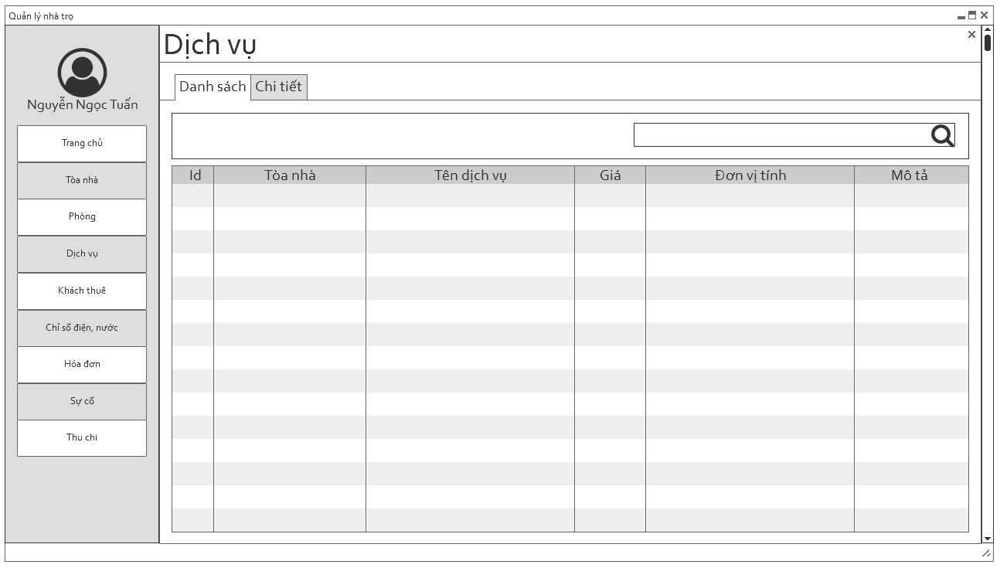 Quản lý nhà trọ
Nguyễn Ngọc Tuấn
Trang chủ
Tòa nhà
Phòng
Dịch vụ
Khách thuê
Chỉ số điện, nước
Hóa đơn
Sự cố
Thu chi
Dịch vụ
Danh sách Chi tiết
Id Tòa nhà Tên dịch vụ Giá Đơn vị tính Mô tả